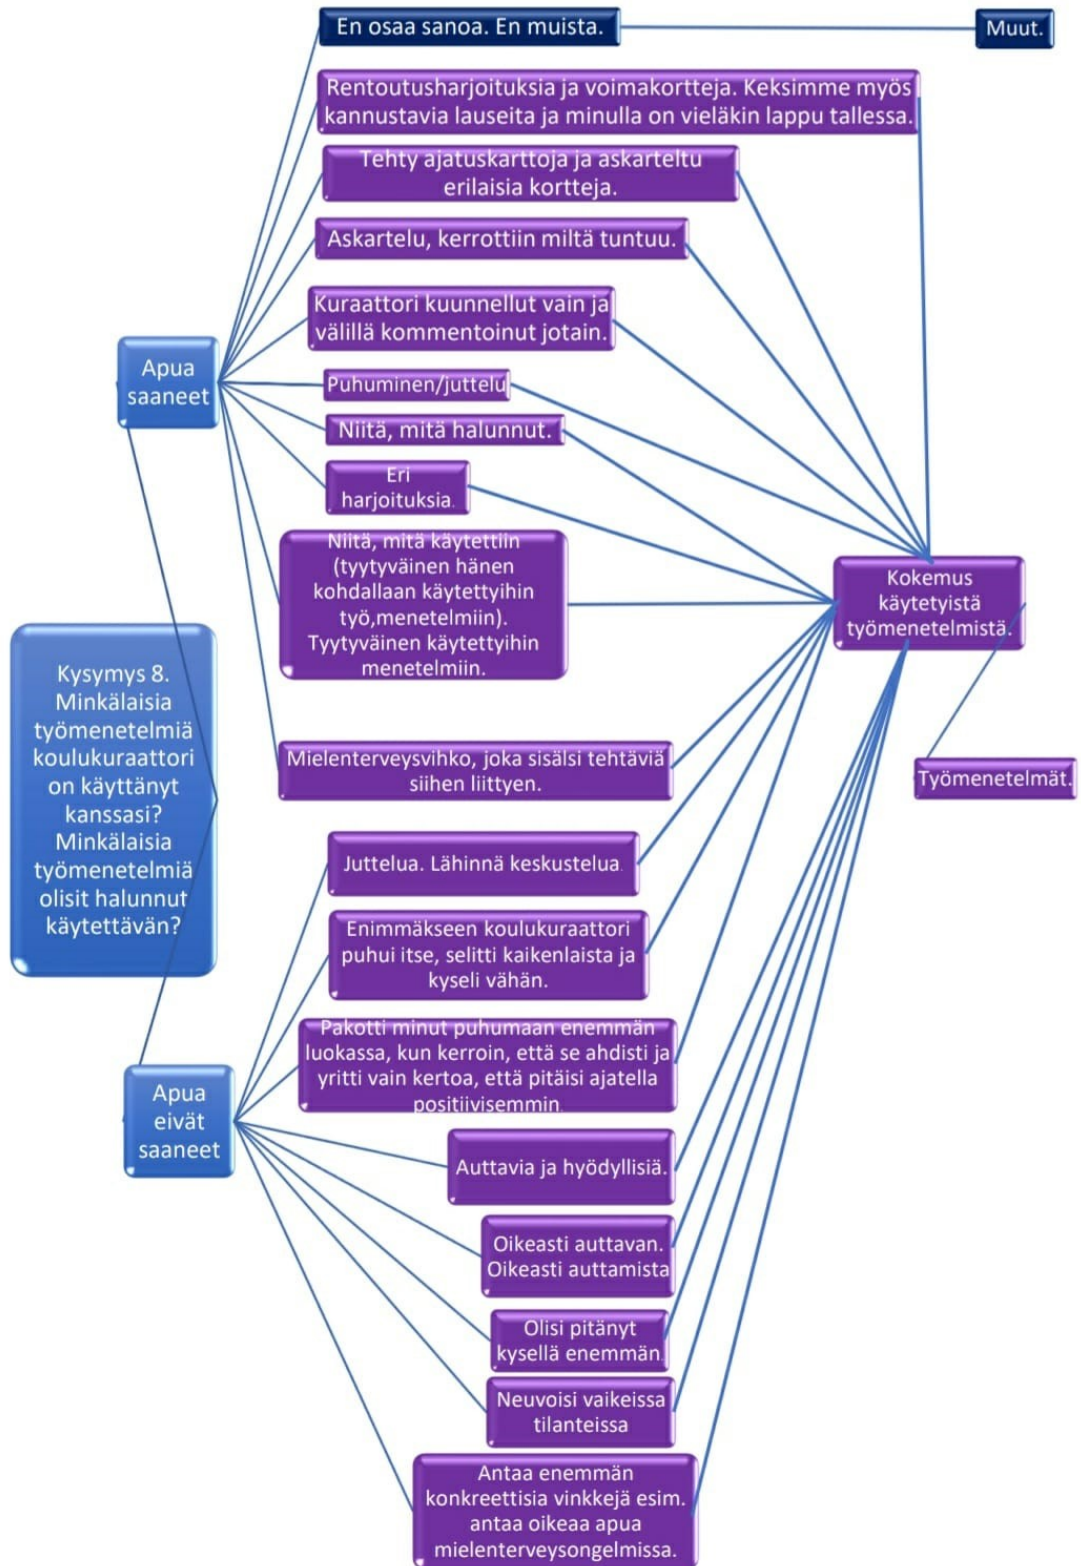 En osaa sanoa. En muista.
Muut.
Rentoutusharjoituksia ja voimakortteja. Keksimme myös
kannustavia lauseita ja minulla on vieläkin lappu tallessa.
Tehty ajatuskarttoja ja askarteltu
erilaisia kortteja.
Askartelu, kerrottiin miltä tuntuu.
Kuraattori kuunnellut vain ja
välillä kommentoinut jotain.
Apua
saaneet
Puhuminen/juttelu
Niitä, mitä halunnut.
Eri
harjoituksia.
Niitä, mitä käytettiin
(tyytyväinen hänen
kohdallaan käytettyihin
työ,menetelmiin).
Tyytyväinen käytettyihin
menetelmiin.
Kokemus
käytetyistä
työmenetelmistä.
Kysymys 8.
Minkälaisia
työmenetelmiä
koulukuraattori
on käyttänyt
kanssasi?
Minkälaisia
työmenetelmiä
olisit halunnut
käytettävän?
Mielenterveysvihko, joka sisälsi tehtäviä
siihen liittyen.
Työmenetelmät.
Juttelua. Lähinnä keskustelua.
Enimmäkseen koulukuraattori
puhui itse, selitti kaikenlaista ja
kyseli vähän.
Pakotti minut puhumaan enemmän
luokassa, kun kerroin, että se ahdisti ja
yritti vain kertoa, että pitäisi ajatella
positiivisemmin.
Apua
eivät
saaneet
Auttavia ja hyödyllisiä.
Oikeasti auttavan.
Oikeasti auttamista
Olisi pitänyt
kysellä enemmän.
Neuvoisi vaikeissa
tilanteissa
Antaa enemmän
konkreettisia vinkkejä esim.
antaa oikeaa apua
mielenterveysongelmissa.